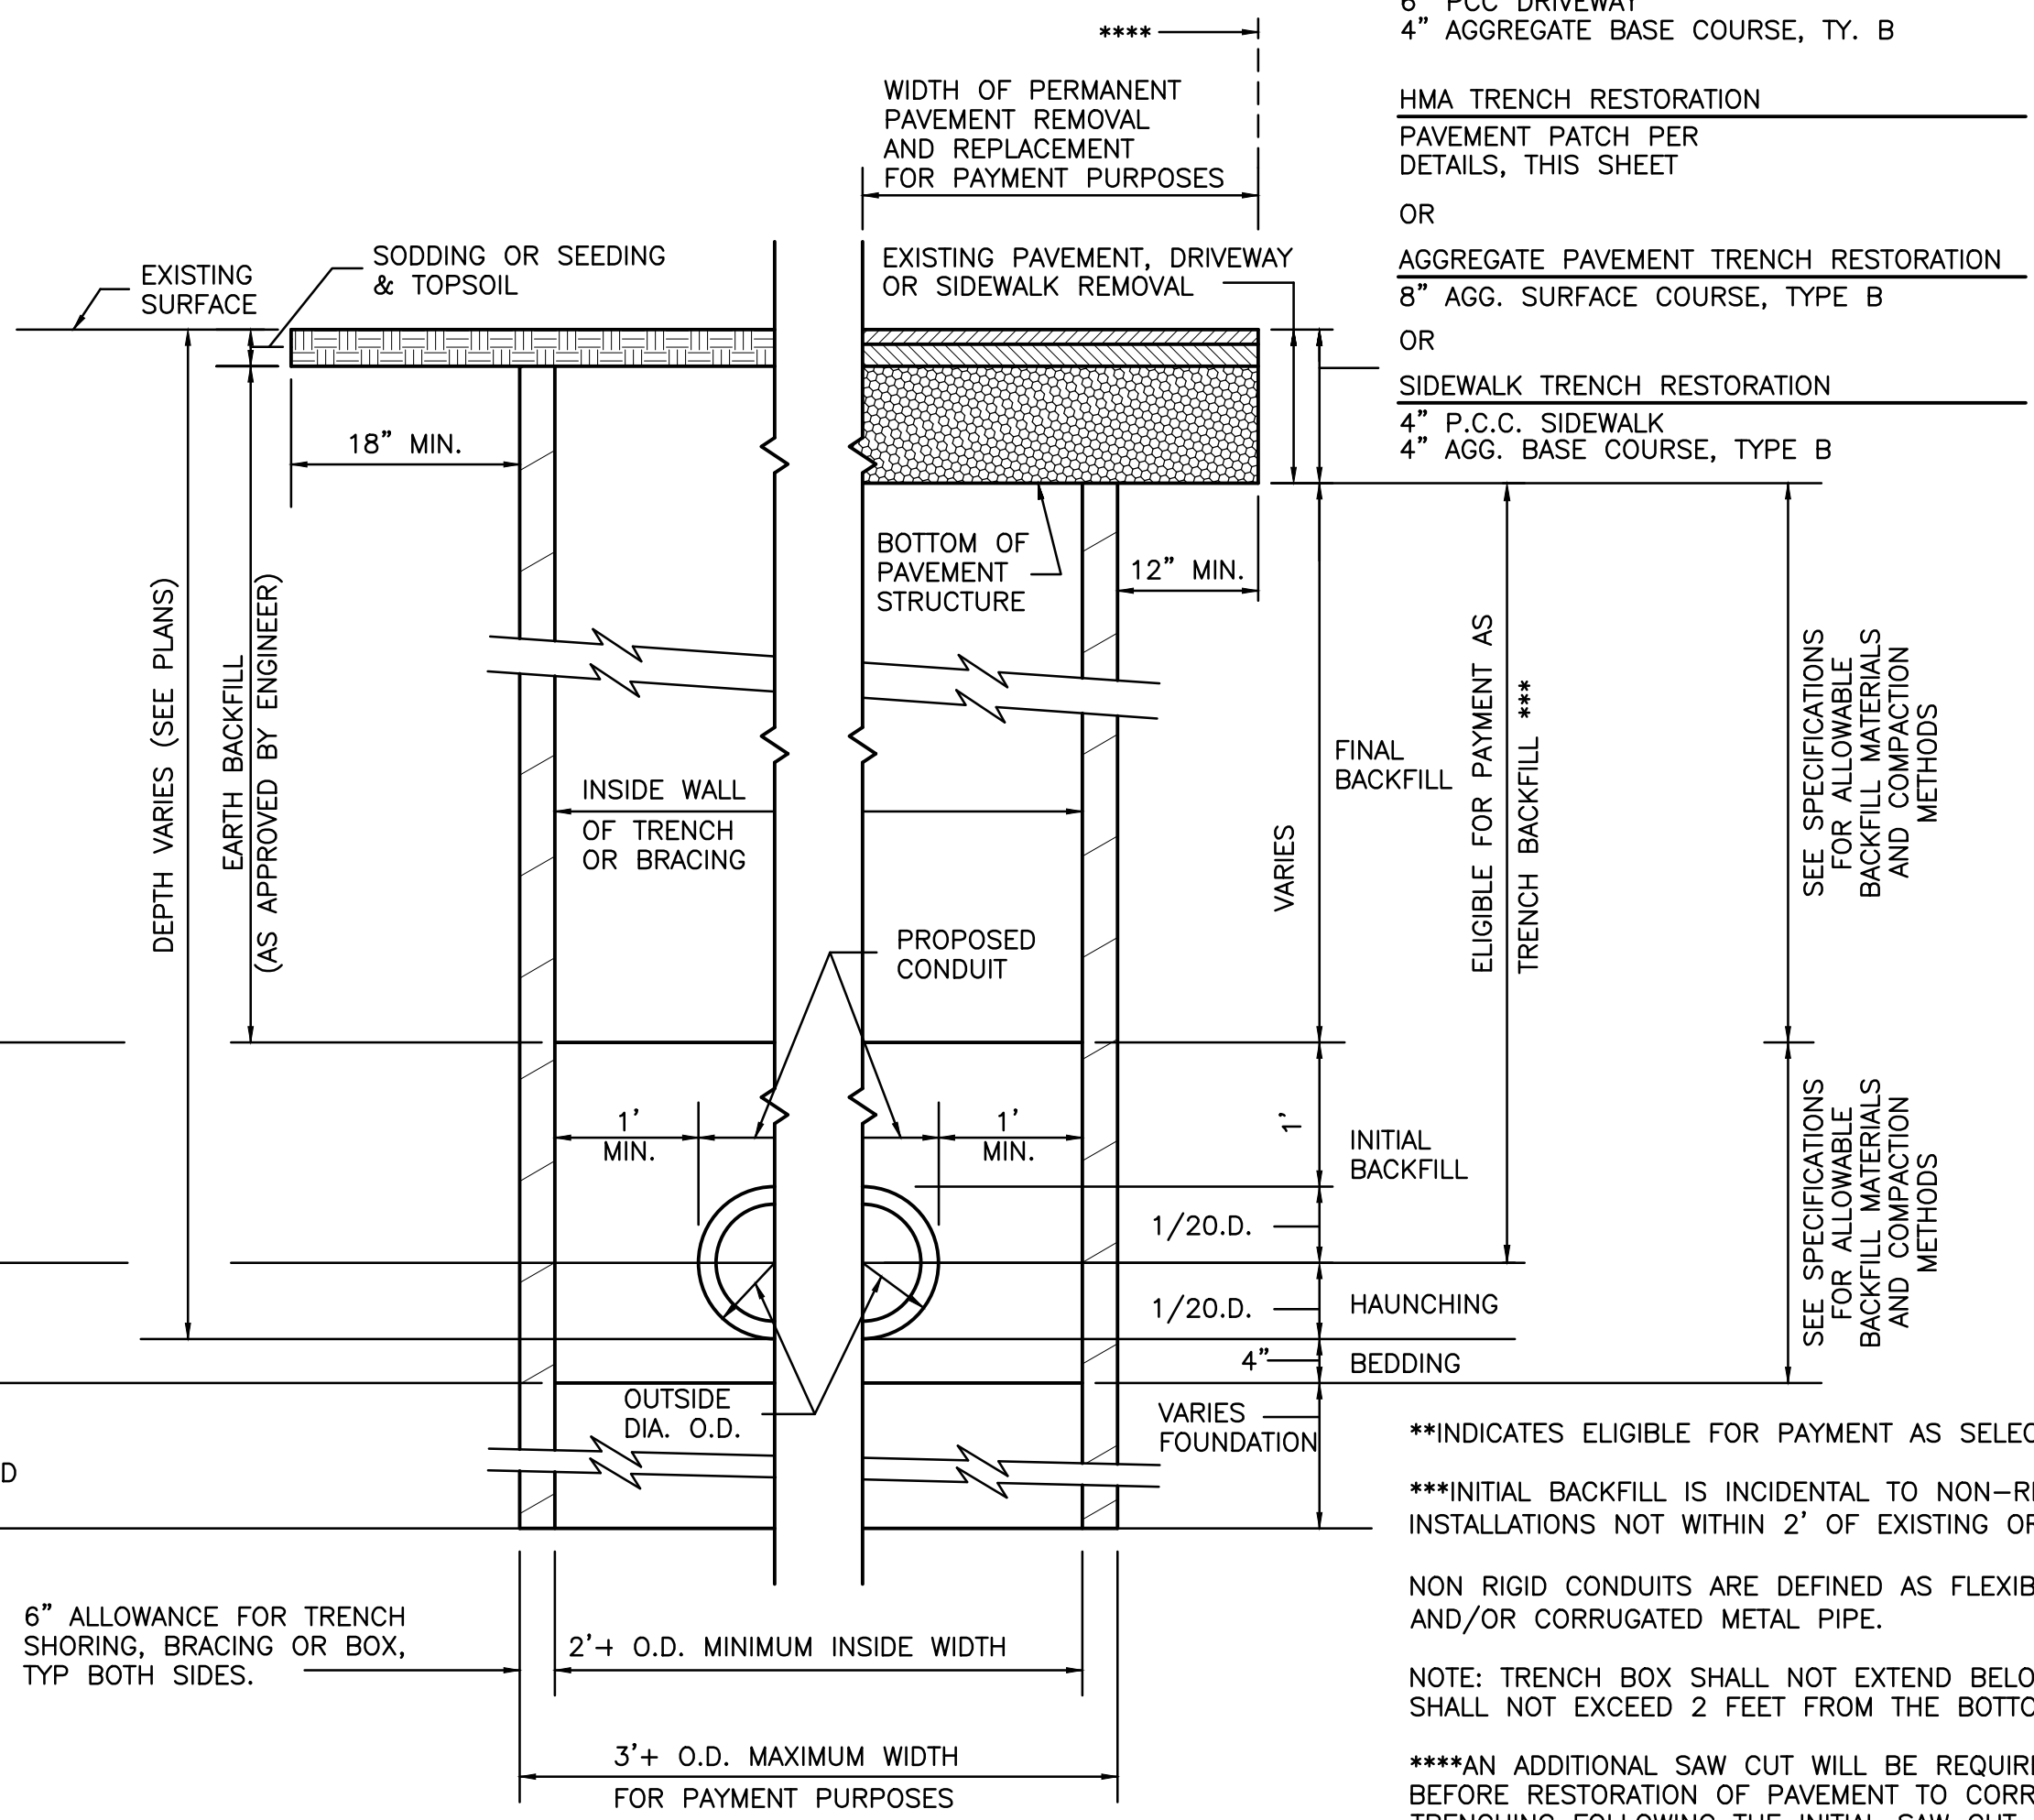 ****
WIDTH OF PERMANENT
PAVEMENT REMOVAL
AND REPLACEMENT
FOR PAYMENT PURPOSES
6" PCC DRIVEWAY
4" AGGREGATE BASE COURSE, TY. B
HMA TRENCH RESTORATION
PAVEMENT PATCH PER
DETAILS, THIS SHEET
OR
AGGREGATE PAVEMENT TRENCH RESTORATION
8" AGG. SURFACE COURSE, TYPE B
OR
SIDEWALK TRENCH RESTORATION
4" P.C.C. SIDEWALK
4" AGG. BASE COURSE, TYPE B
EXISTING
SURFACE
SODDING OR SEEDING
& TOPSOIL
EXISTING PAVEMENT, DRIVEWAY
OR SIDEWALK REMOVAL
18" MIN.
BOTTOM OF
PAVEMENT
STRUCTURE
12" MIN.
DEPTH VARIES (SEE PLANS)
EARTH BACKFILL
(AS APPROVED BY ENGINEER)
INSIDE WALL
OF TRENCH
OR BRACING
FINAL
BACKFILL
VARIES
ELIGIBLE FOR PAYMENT AS
TRENCH BACKFILL ***
SEE SPECIFICATIONS
FOR ALLOWABLE
BACKFILL MATERIALS
AND COMPACTION
METHODS
PROPOSED
CONDUIT
1'
MIN.
1'
MIN.
1'
INITIAL
BACKFILL
1/2O.D.
1/2O.D.
HAUNCHING
4"
BEDDING
SEE SPECIFICATIONS
FOR ALLOWABLE
BACKFILL MATERIALS
AND COMPACTION
METHODS
OUTSIDE
DIA. O.D.
VARIES
FOUNDATION
D
6" ALLOWANCE FOR TRENCH
SHORING, BRACING OR BOX,
TYP BOTH SIDES.
2'+ O.D. MINIMUM INSIDE WIDTH
3'+ O.D. MAXIMUM WIDTH
FOR PAYMENT PURPOSES
**INDICATES ELIGIBLE FOR PAYMENT AS
***INITIAL BACKFILL IS INCIDENTAL TO
INSTALLATIONS NOT WITHIN 2' OF EXISTING
NON RIGID CONDUITS ARE DEFINED AS
AND/OR CORRUGATED METAL PIPE.
NOTE: TRENCH BOX SHALL NOT EXTEND
SHALL NOT EXCEED 2 FEET FROM THE
****AN ADDITIONAL SAW CUT WILL BE
BEFORE RESTORATION OF PAVEMENT TO
TRENCHING FOLLOWING THE INITIAL SAW CUT